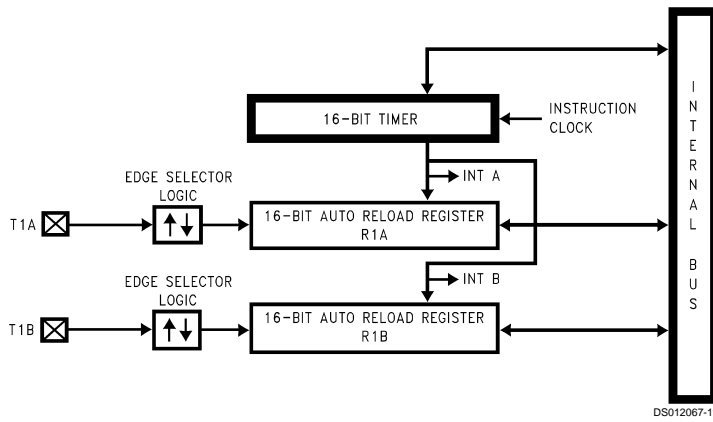 16-BIT TIMER
INSTRUCTION
CLOCK
INT A
EDGE SELECTOR
LOGIC
T1A
16-BIT AUTO RELOAD REGISTER
R1A
INT B
EDGE SELECTOR
LOGIC
T1B
16-BIT AUTO RELOAD REGISTER
R1B
INTERNAL BUS
DS012067-1